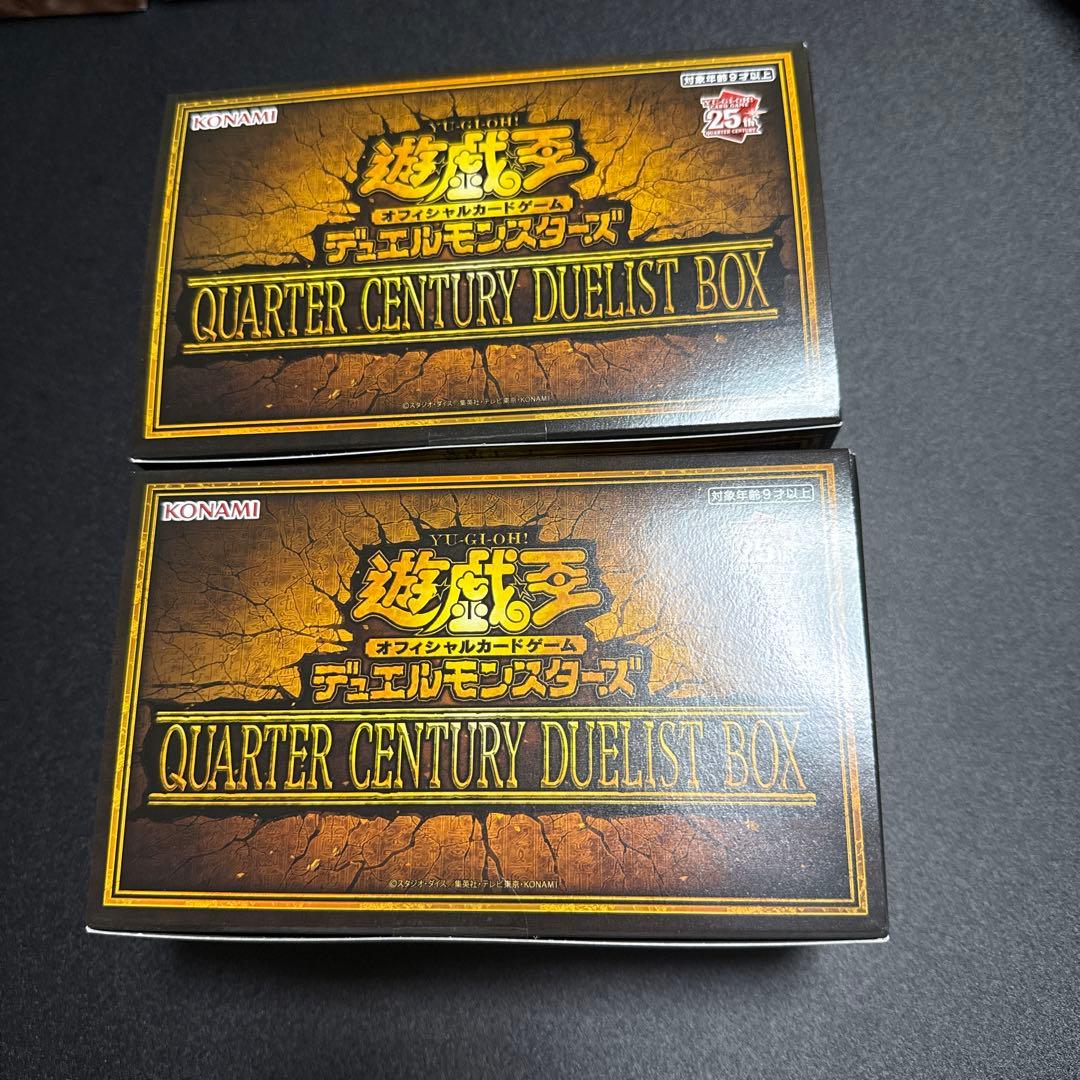 KONAMI
対象年齢9才以上
YU-GI-OH!
CARD GAME
25th
QUARTER CENTURY
YU-GI-OH!
遊戯王
オフィシャルカードゲーム
デュエルモンスターズ
QUARTER CENTURY DUELIST BOX
©スタジオ・ダイス/集英社・テレビ東京・KONAMI
KONAMI
対象年齢9才以上
25th
YU-GI-OH!
遊戯王
オフィシャルカードゲーム
デュエルモンスターズ
QUARTER CENTURY DUELIST BOX
©スタジオ・ダイス/集英社・テレビ東京・KONAMI